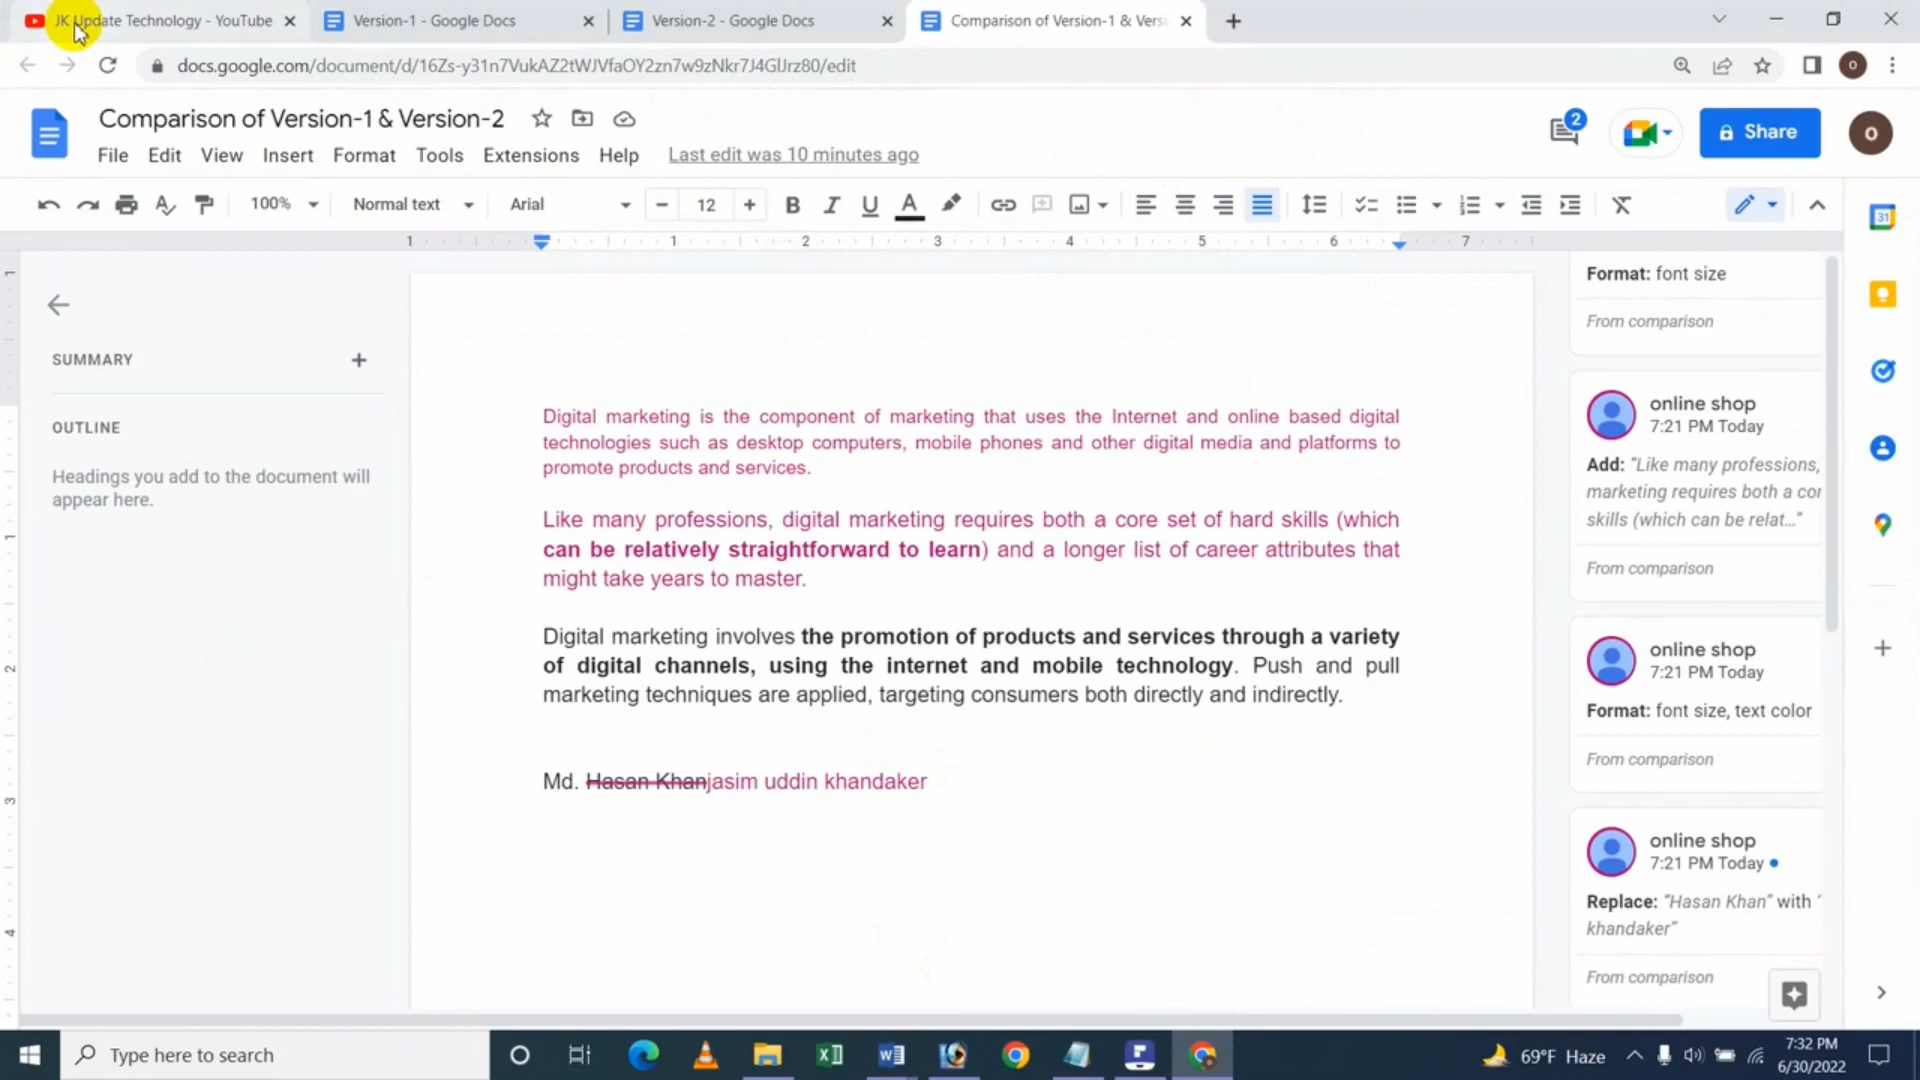 JK Update Technology - YouTube
Version-1 - Google Docs
Version-2 - Google Docs
Comparison of Version-1 & Versi
docs.google.com/document/d/16Zs-y31n7VukAZ2tWJVfaOY2zn7w9zNkr7J4GlJrz80/edit
Comparison of Version-1 & Version-2
2
Share
O
File Edit View Insert Format Tools Extensions Help Last edit was 10 minutes ago
100% Normal text Arial 12
1 1 2 3 4 5 6 7
SUMMARY
OUTLINE
Headings you add to the document will
appear here.
Digital marketing is the component of marketing that uses the Internet and online based digital
technologies such as desktop computers, mobile phones and other digital media and platforms to
promote products and services.
Like many professions, digital marketing requires both a core set of hard skills (which
can be relatively straightforward to learn) and a longer list of career attributes that
might take years to master.
Digital marketing involves the promotion of products and services through a variety
of digital channels, using the internet and mobile technology. Push and pull
marketing techniques are applied, targeting consumers both directly and indirectly.
Md. Hasan Khanjasim uddin khandaker
Format: font size
From comparison
online shop
7:21 PM Today
Add: "Like many professions,
marketing requires both a cor
skills (which can be relat..."
From comparison
online shop
7:21 PM Today
Format: font size, text color
From comparison
online shop
7:21 PM Today
Replace: "Hasan Khan" with "
khandaker"
From comparison
31
Type here to search
69°F Haze
7:32 PM
6/30/2022